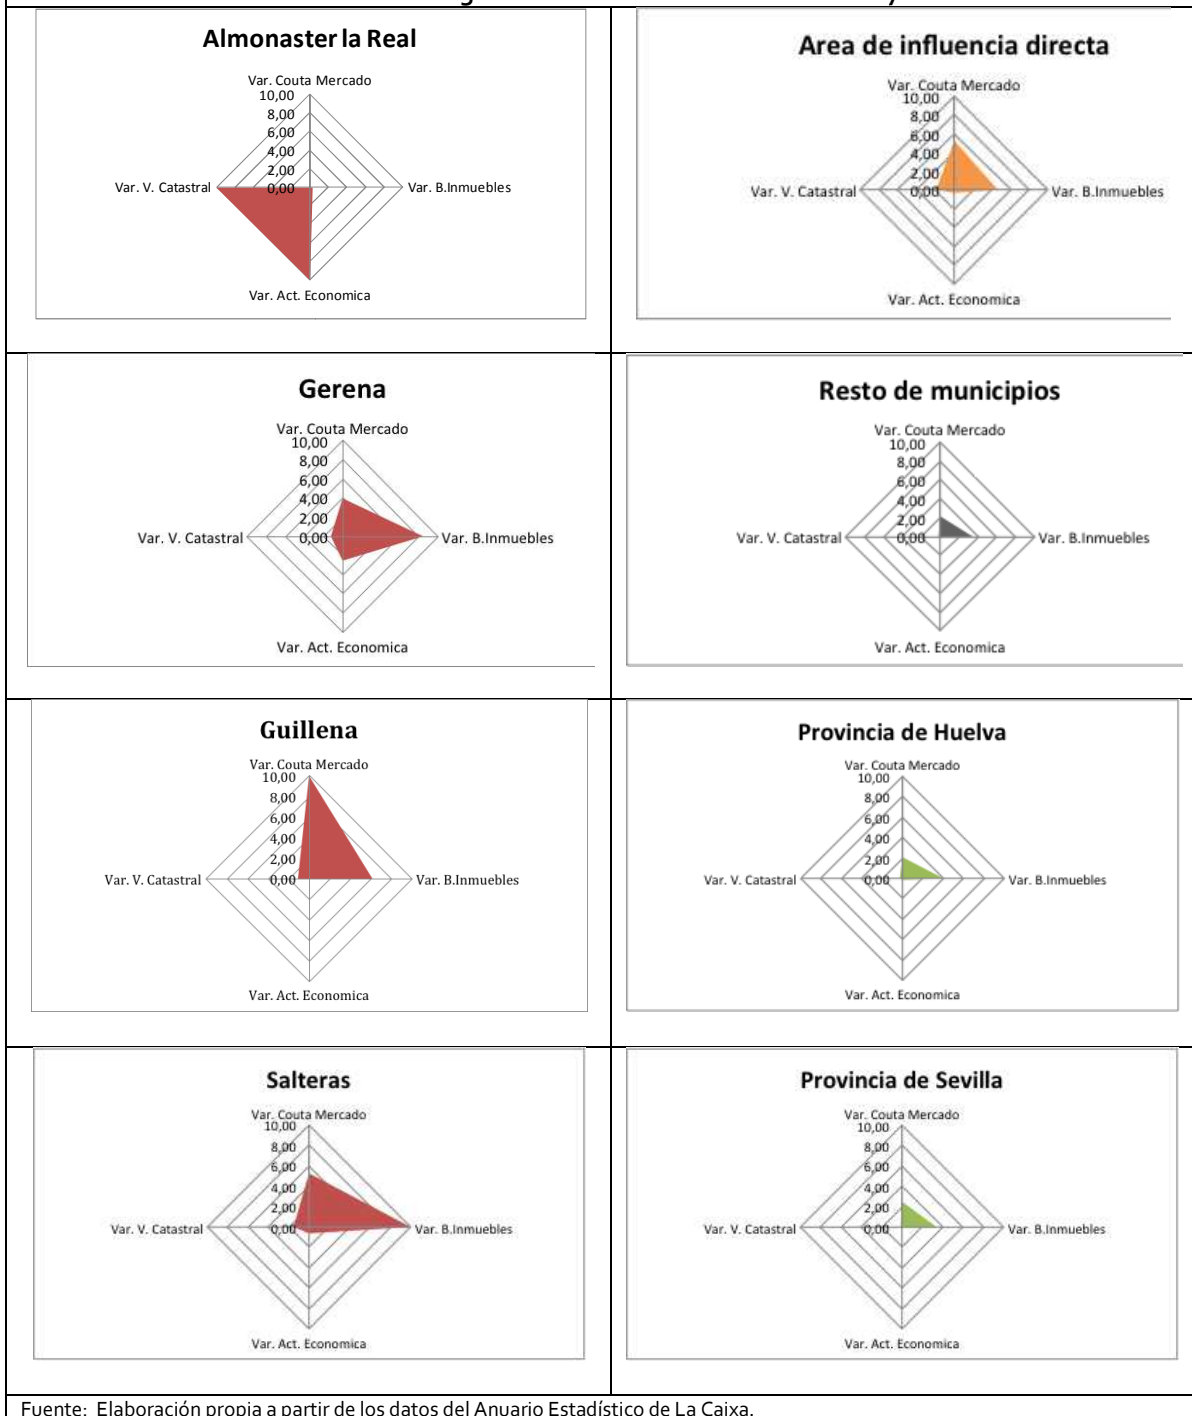 Almonaster la Real
Var. Couta Mercado
10,00
8,00
6,00
4,00
2,00
0,00
Var. V. Catastral
Var. B.Inmuebles
Var. Act. Economica
Area de influencia directa
Var. Couta Mercado
10,00
8,00
6,00
4,00
2,00
0,00
Var. V. Catastral
Var. B.Inmuebles
Var. Act. Economica
Gerena
Var. Couta Mercado
10,00
8,00
6,00
4,00
2,00
0,00
Var. V. Catastral
Var. B.Inmuebles
Var. Act. Economica
Resto de municipios
Var. Couta Mercado
10,00
8,00
6,00
4,00
2,00
0,00
Var. V. Catastral
Var. B.Inmuebles
Var. Act. Economica
Guillena
Var. Couta Mercado
10,00
8,00
6,00
4,00
2,00
0,00
Var. V. Catastral
Var. B.Inmuebles
Var. Act. Economica
Provincia de Huelva
Var. Couta Mercado
10,00
8,00
6,00
4,00
2,00
0,00
Var. V. Catastral
Var. B.Inmuebles
Var. Act. Economica
Salteras
Var. Couta Mercado
10,00
8,00
6,00
4,00
2,00
0,00
Var. V. Catastral
Var. B.Inmuebles
Var. Act. Economica
Provincia de Sevilla
Var. Couta Mercado
10,00
8,00
6,00
4,00
2,00
0,00
Var. V. Catastral
Var. B.Inmuebles
Var. Act. Economica
Fuente: Elaboración propia a partir de los datos del Anuario Estadístico de La Caixa.